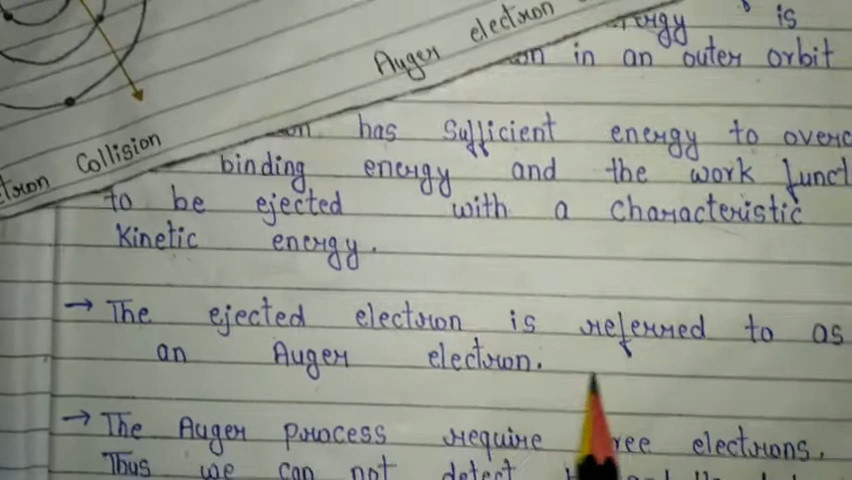 Auger electron
energy is
in an outer orbit
Collision
has sufficient energy to
binding energy and the work
to be ejected with a characteristic
Kinetic energy.
→ The ejected electron is referred to as
an Auger electron.
→ The Auger process require electrons.
Thus we can not detect